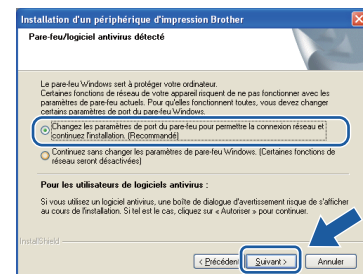 Installation d'un périphérique d'impression Brother
Pare-feu/logiciel antivirus détecté
Le pare-feu Windows sert à protéger votre ordinateur.
Certaines fonctions de réseau de votre appareil risquent de ne pas fonctionner avec les
paramètres de pare-feu actuels. Pour qu'elles fonctionnent toutes, vous devez changer
certains paramètres de port du pare-feu Windows.
Changez les paramètres de port du pare-feu pour permettre la connexion réseau et
continuez l'installation. (Recommandé)
Continuez sans changer les paramètres de pare-feu Windows. (Certaines fonctions de
réseau seront désactivées)
Pour les utilisateurs de logiciels antivirus :
Si vous utilisez un logiciel antivirus, une boîte de dialogue d'avertissement risque de s'afficher
au cours de l'installation. Si tel est le cas, cliquez sur « Autoriser » pour continuer.
InstallShield
< Précédent Suivant > Annuler